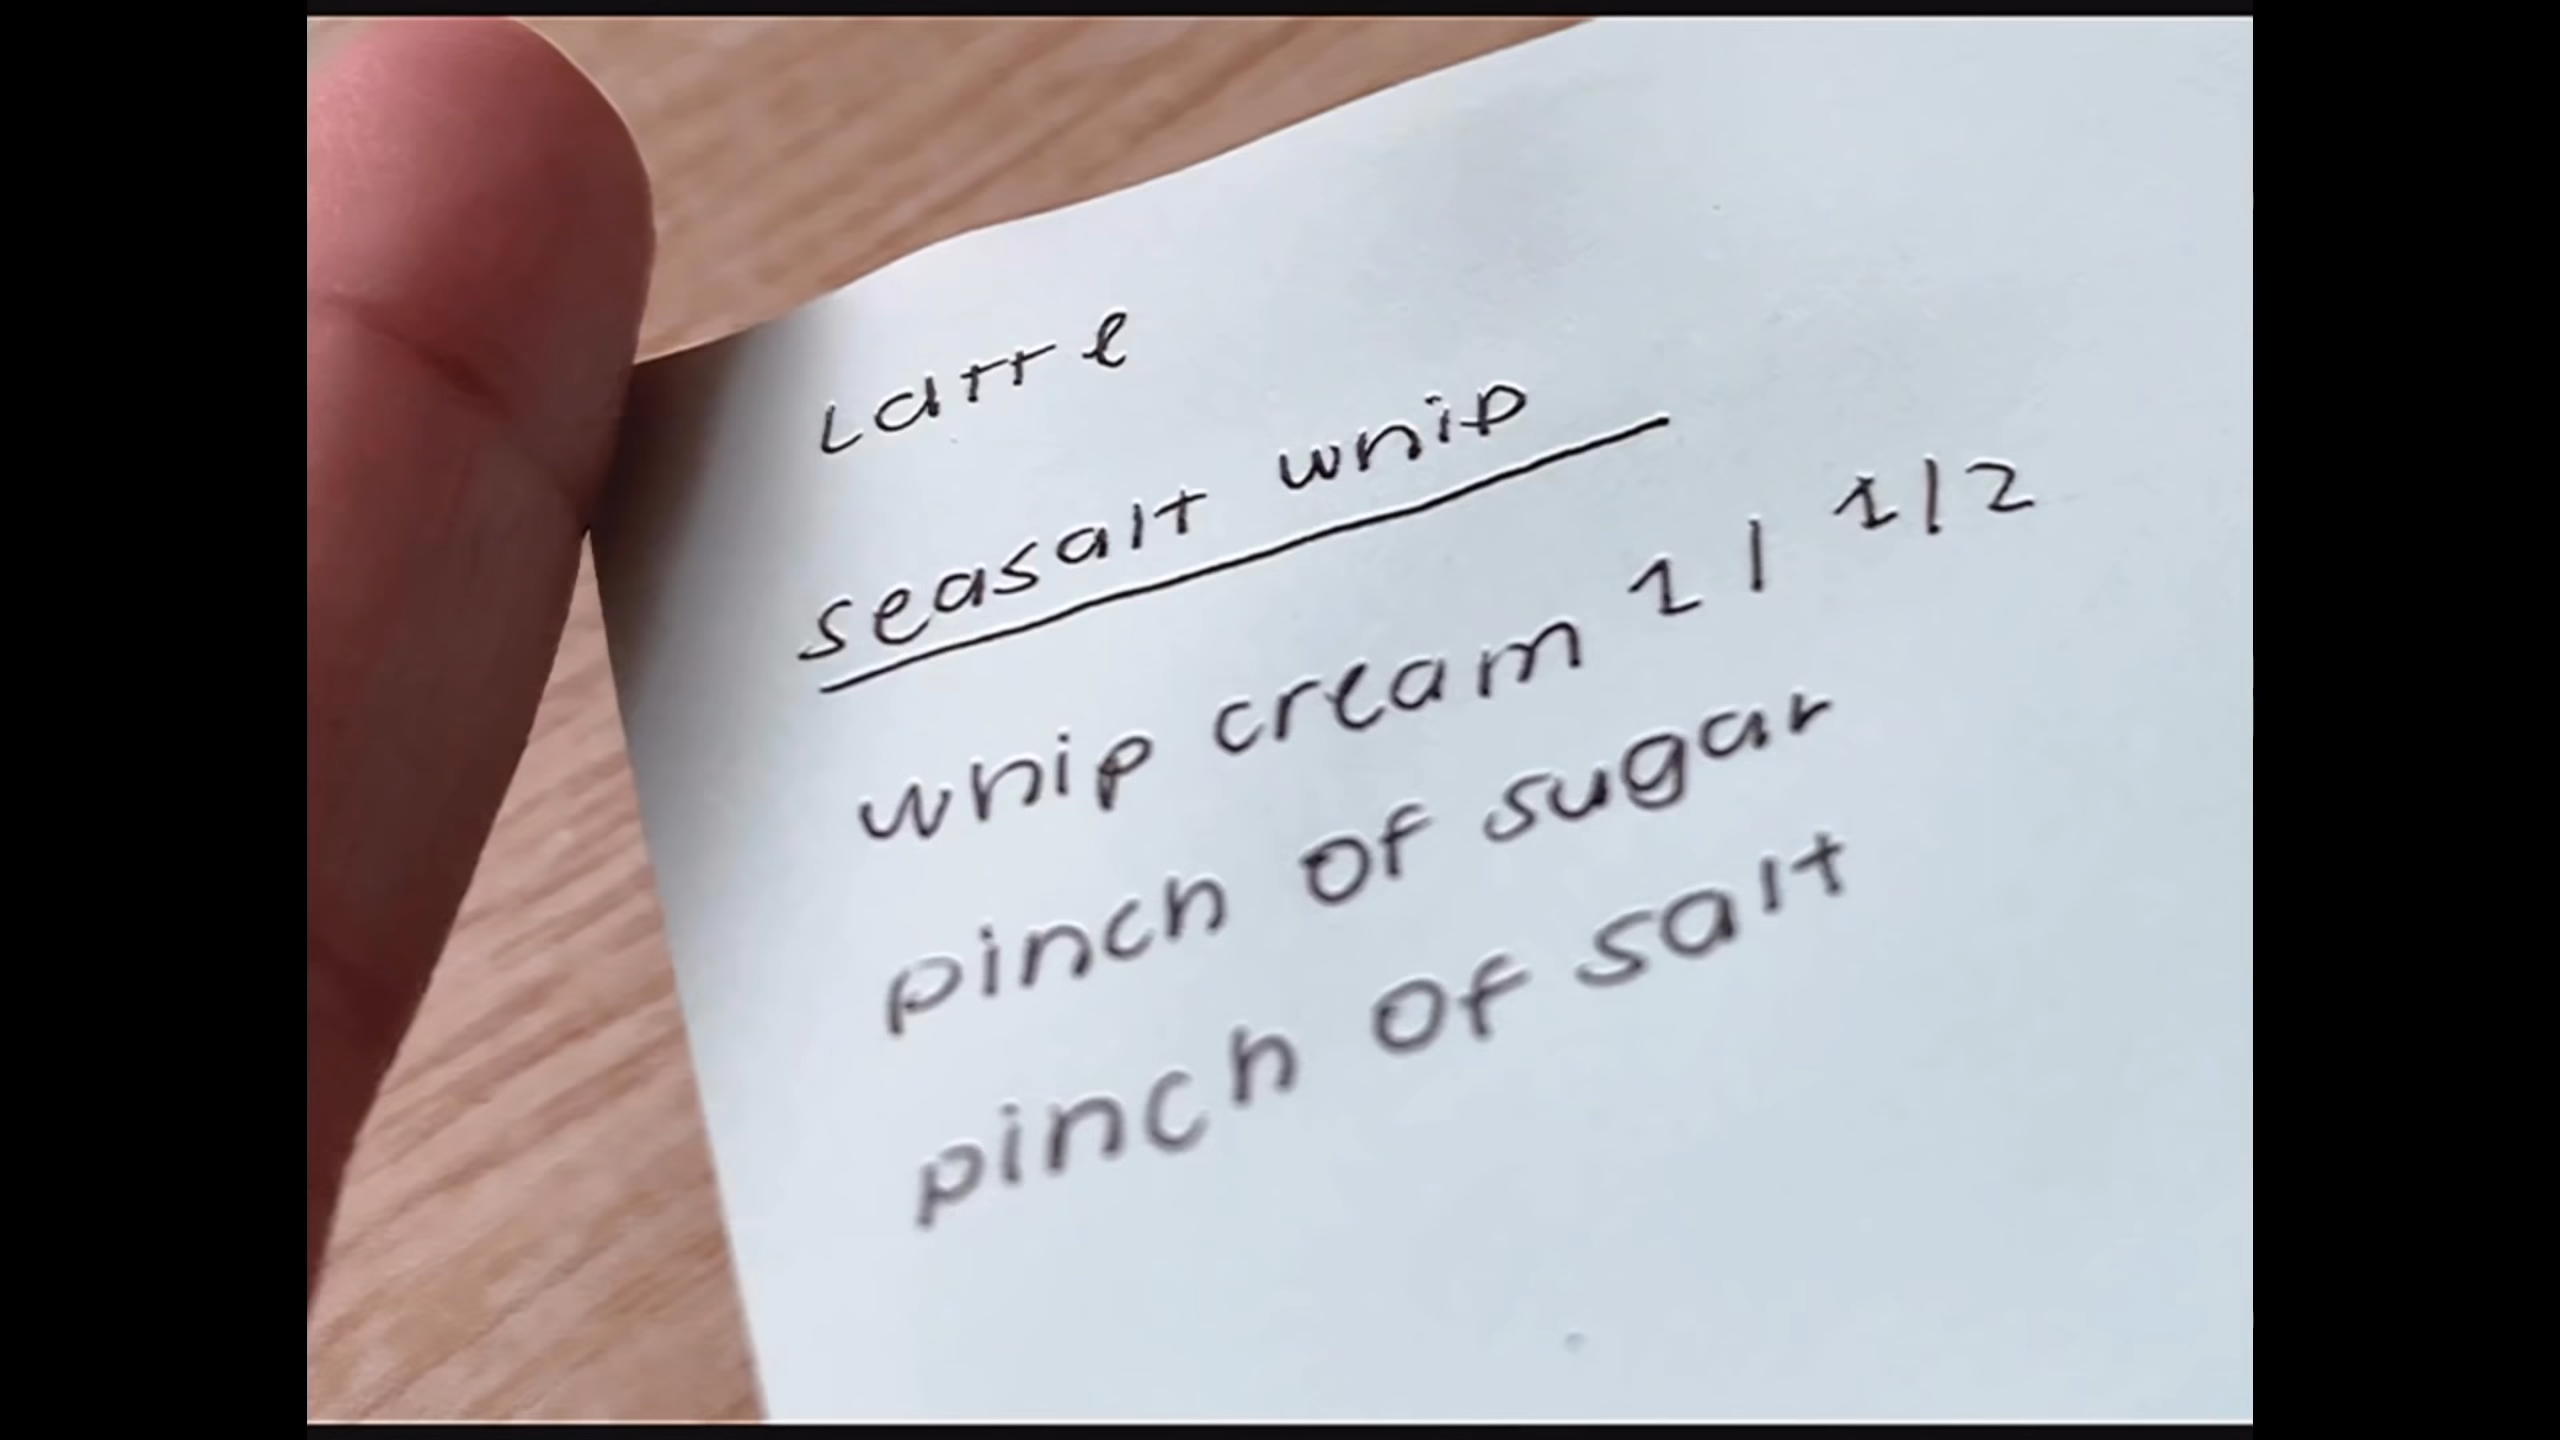 Latte
seasalt whip
whip cream 1 | 1/2
pinch of sugar
pinch of salt